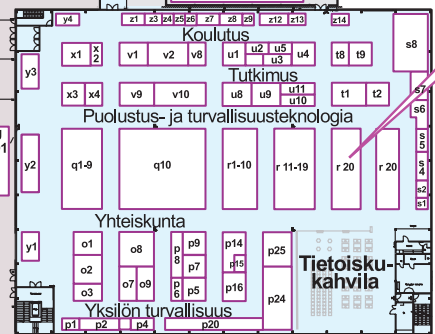 y4 z1 z3 z4 z5 z6 z7 z8 z9 z12 z13 z14
Koulutus
s8
y3 x1 x2 v1 v2 v8 u1 u2 u5 u3 u4 t8 t9
Tutkimus
s7
x3 x4 v9 v10 u8 u9 u11 u10 t1 t2
s6
Puolustus- ja turvallisuusteknologia
1
y2 q1-9 q10 r1-10 r 11-19 r 20 r 20
s5
s4
s2
s1
Yhteiskunta
y1 o1 o8 p8 p9 p14 p25
o2 p7 p15
o7 o9
o3 p6 p5 p16 p24
Tietoisku-
kahvila
Yksilön turvallisuus
p1 p2 p4 p20